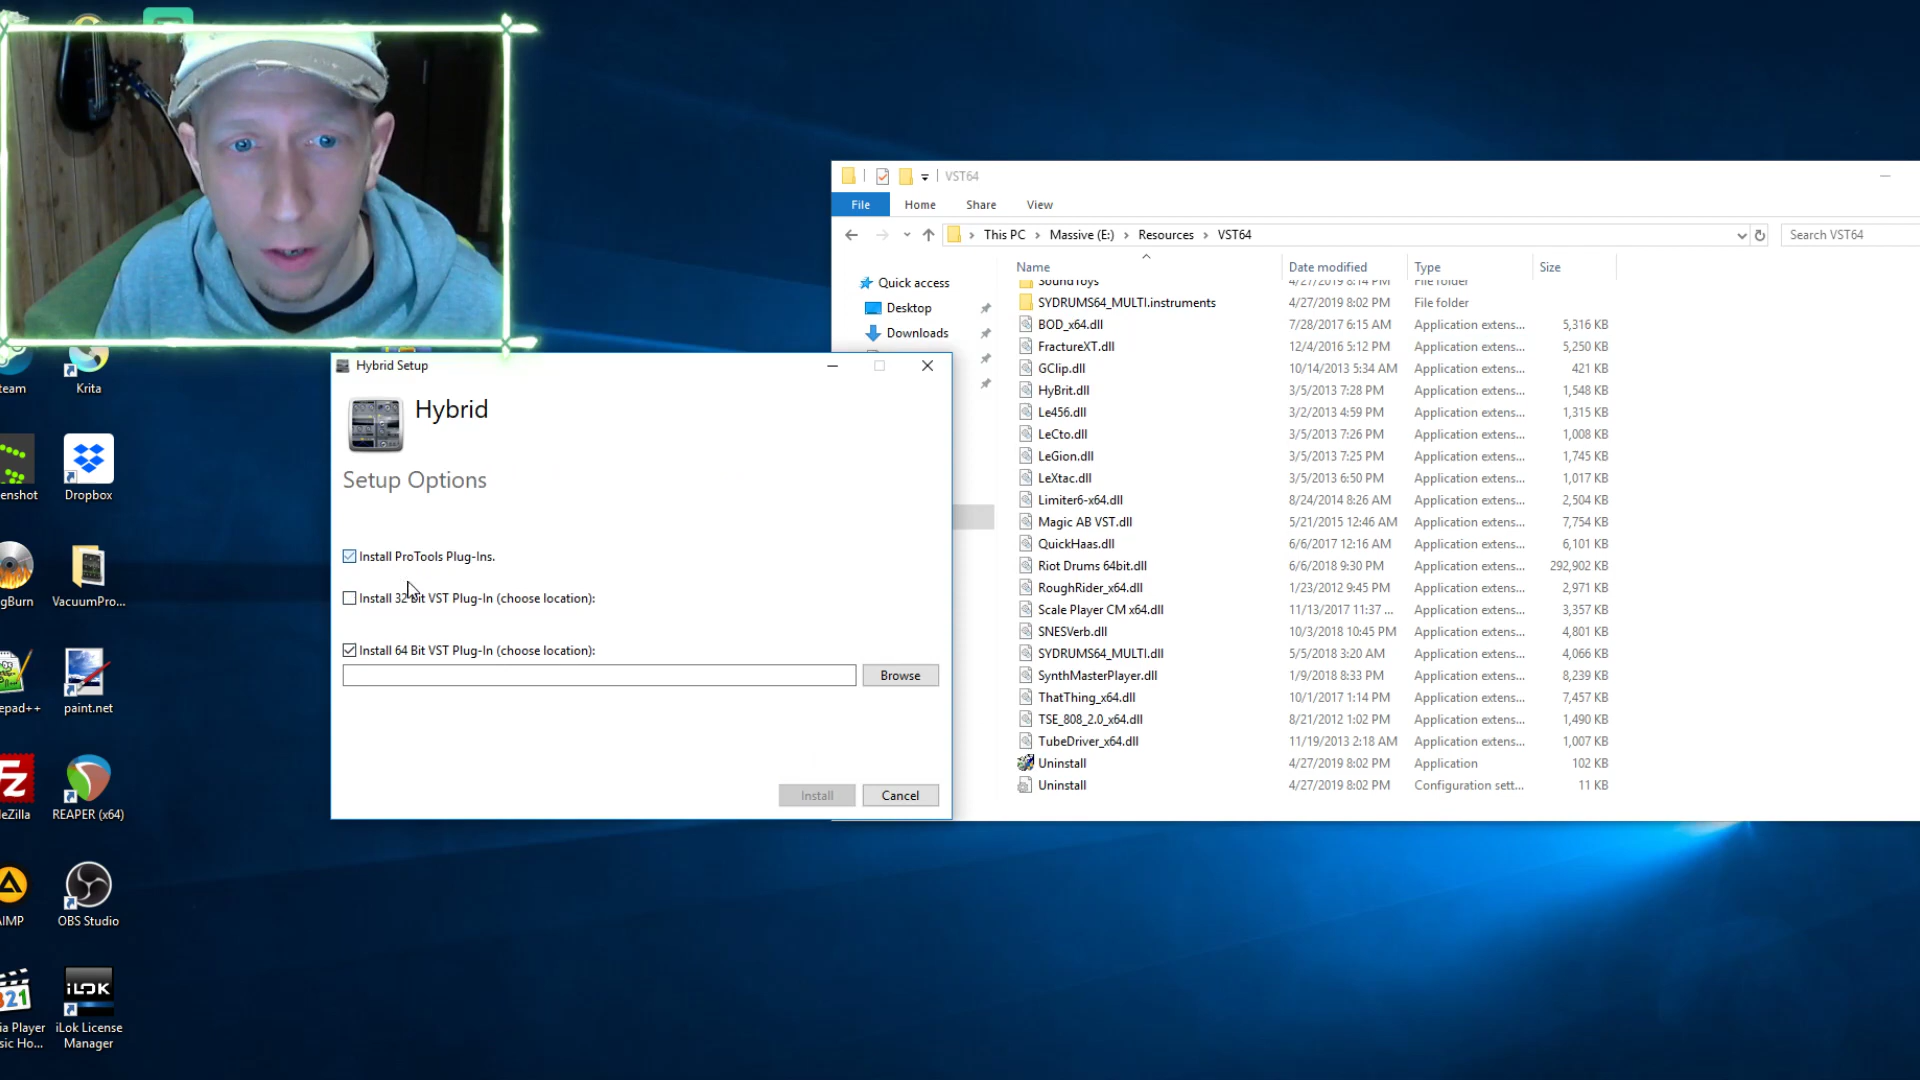 VST64
File
Home
Share
View
This PC
Massive (E:)
Resources
VST64
Search VST64
Name
Date modified
Type
Size
Quick access
Desktop
Downloads
SoundToys 4/27/2019 8:14 PM File folder
SYDRUMS64_MULTI.instruments 4/27/2019 8:02 PM File folder
BOD_x64.dll 7/28/2017 6:15 AM Application extens... 5,316 KB
FractureXT.dll 12/4/2016 5:12 PM Application extens... 5,250 KB
GClip.dll 10/14/2013 5:34 AM Application extens... 421 KB
HyBrit.dll 3/5/2013 7:28 PM Application extens... 1,548 KB
Le456.dll 3/2/2013 4:59 PM Application extens... 1,315 KB
LeCto.dll 3/5/2013 7:26 PM Application extens... 1,008 KB
LeGion.dll 3/5/2013 7:25 PM Application extens... 1,745 KB
LeXtac.dll 3/5/2013 6:50 PM Application extens... 1,017 KB
Limiter6-x64.dll 8/24/2014 8:26 AM Application extens... 2,504 KB
Magic AB VST.dll 5/21/2015 12:46 AM Application extens... 7,754 KB
QuickHaas.dll 6/6/2017 12:16 AM Application extens... 6,101 KB
Riot Drums 64bit.dll 6/6/2018 9:30 PM Application extens... 292,902 KB
RoughRider_x64.dll 1/23/2012 9:45 PM Application extens... 2,971 KB
Scale Player CM x64.dll 11/13/2017 11:37 ... Application extens... 3,357 KB
SNESVerb.dll 10/3/2018 10:45 PM Application extens... 4,801 KB
SYDRUMS64_MULTI.dll 5/5/2018 3:20 AM Application extens... 4,066 KB
SynthMasterPlayer.dll 1/9/2018 8:33 PM Application extens... 8,239 KB
ThatThing_x64.dll 10/1/2017 1:14 PM Application extens... 7,457 KB
TSE_808_2.0_x64.dll 8/21/2012 1:02 PM Application extens... 1,490 KB
TubeDriver_x64.dll 11/19/2013 2:18 AM Application extens... 1,007 KB
Uninstall 4/27/2019 8:02 PM Application 102 KB
Uninstall 4/27/2019 8:02 PM Configuration sett... 11 KB
Hybrid Setup
Hybrid
Setup Options
Install ProTools Plug-Ins.
Install 32 Bit VST Plug-In (choose location):
Install 64 Bit VST Plug-In (choose location):
Browse
Install
Cancel
team
Krita
enshot
Dropbox
gBurn
VacuumPro...
epad++
paint.net
eZilla
REAPER (x64)
AIMP
OBS Studio
321
iLOK
ia Player
sic Ho...
iLok License
Manager